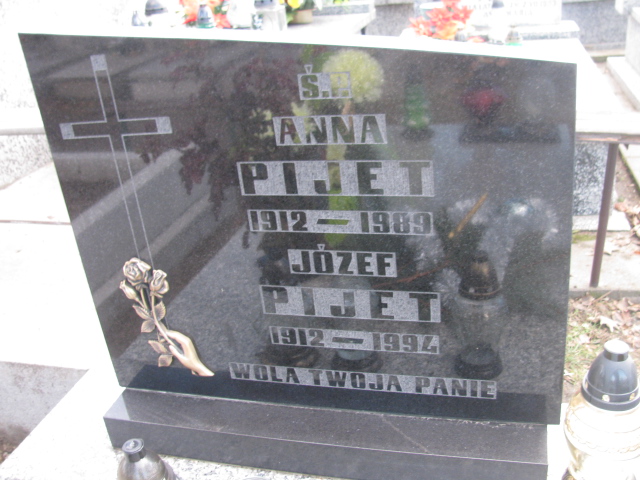 Ś.P.
ANNA
PIJET
1912 — 1989
JÓZEF
PIJET
1912 — 1994
WOLA TWOJA PANIE